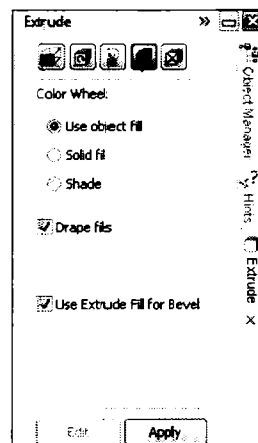 Extrude
Color Wheel:
Use object fill
Solid fil
Shade
Drape fills
Use Extrude Fill for Bevel
Edit
Apply
Object Manager
Hints
Extrude